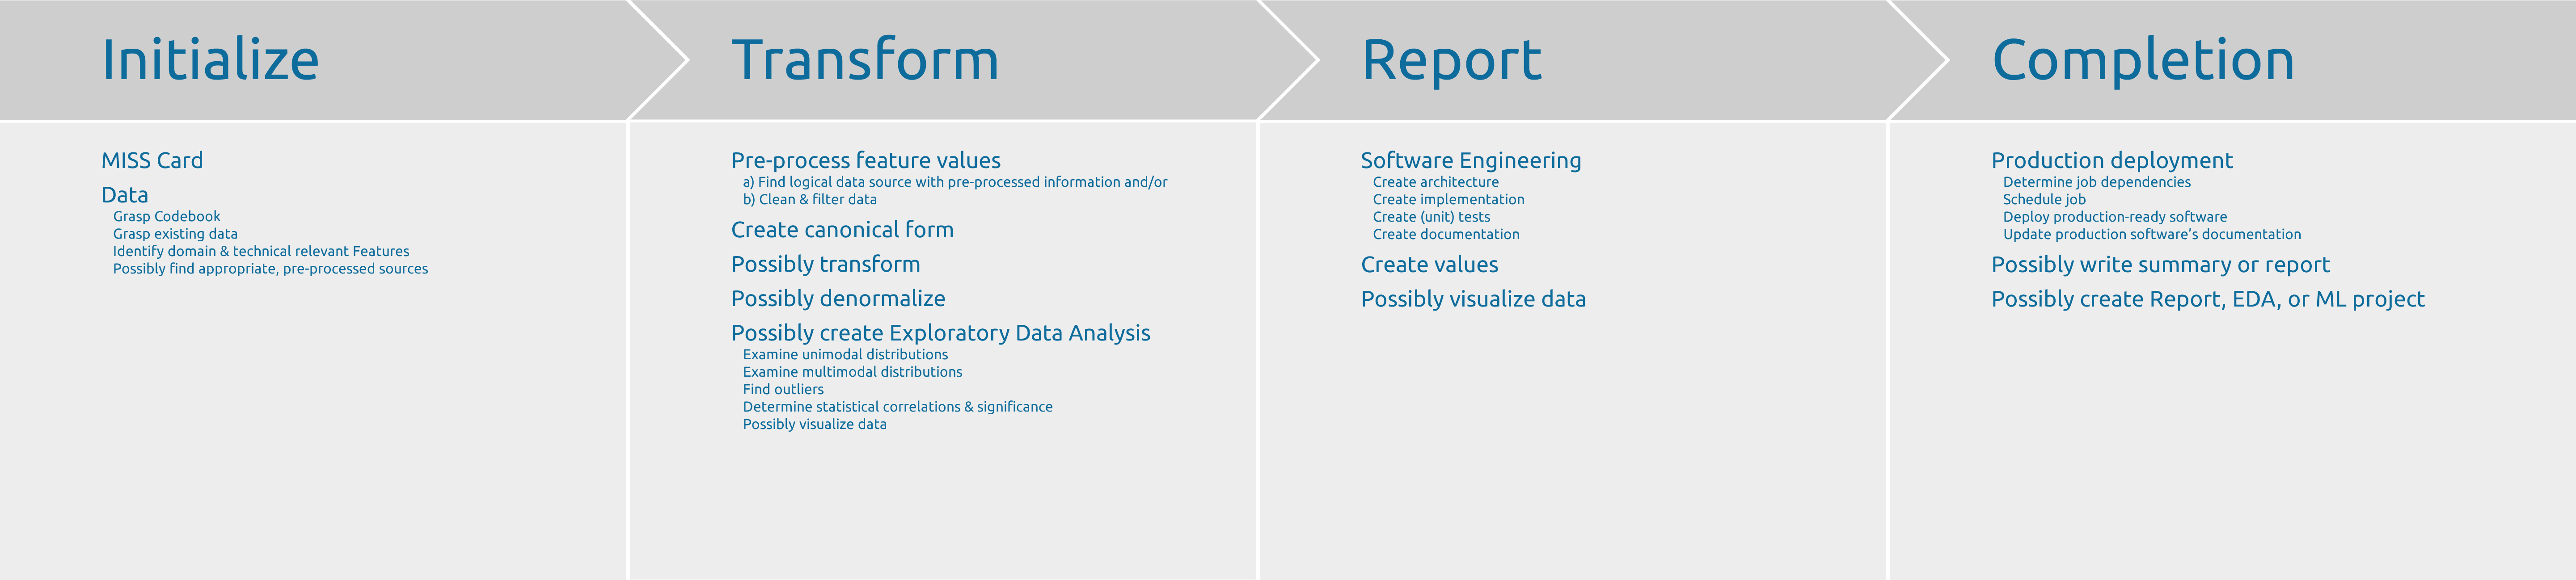 Initialize
MISS Card
Data
Grasp Codebook
Grasp existing data
Identify domain & technical relevant Features
Possibly find appropriate, pre-processed sources
Transform
Pre-process feature values
a) Find logical data source with pre-processed information and/or
b) Clean & filter data
Create canonical form
Possibly transform
Possibly denormalize
Possibly create Exploratory Data Analysis
Examine unimodal distributions
Examine multimodal distributions
Find outliers
Determine statistical correlations & significance
Possibly visualize data
Report
Software Engineering
Create architecture
Create implementation
Create (unit) tests
Create documentation
Create values
Possibly visualize data
Completion
Production deployment
Determine job dependencies
Schedule job
Deploy production-ready software
Update production software’s documentation
Possibly write summary or report
Possibly create Report, EDA, or ML project